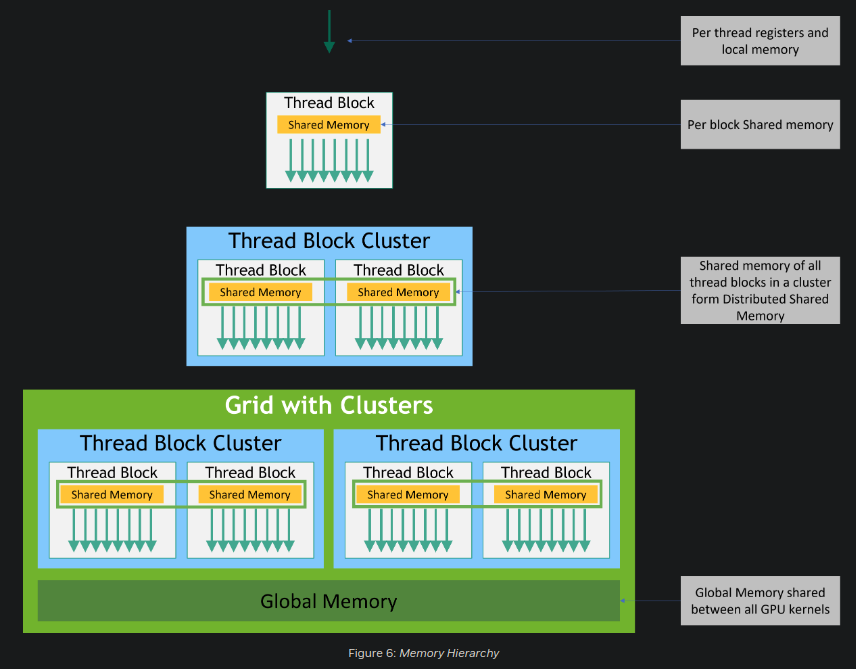 Per thread registers and
local memory
Thread Block
Shared Memory
Per block Shared memory
Thread Block Cluster
Thread Block
Thread Block
Shared Memory
Shared Memory
Shared memory of all
thread blocks in a cluster
form Distributed Shared
Memory
Grid with Clusters
Thread Block Cluster
Thread Block Cluster
Thread Block
Thread Block
Thread Block
Thread Block
Shared Memory
Shared Memory
Shared Memory
Shared Memory
Global Memory
Global Memory shared
between all GPU kernels
Figure 6: Memory Hierarchy